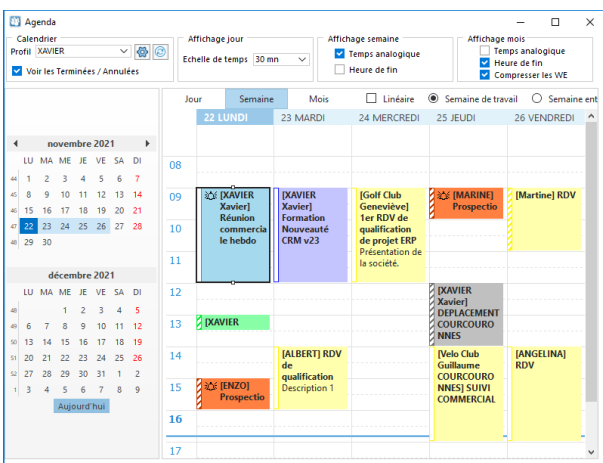 Agenda
Calendrier
Profil XAVIER
Voir les Terminées / Annulées
Affichage jour
Echelle de temps 30 mn
Affichage semaine
Temps analogique
Heure de fin
Affichage mois
Temps analogique
Heure de fin
Compresser les WE
Jour Semaine Mois Linéaire Semaine de travail Semaine ent
novembre 2021
LU MA ME JE VE SA DI
44 1 2 3 4 5 6 7
45 8 9 10 11 12 13 14
46 15 16 17 18 19 20 21
47 22 23 24 25 26 27 28
48 29 30
décembre 2021
LU MA ME JE VE SA DI
48 1 2 3 4 5
49 6 7 8 9 10 11 12
50 13 14 15 16 17 18 19
51 20 21 22 23 24 25 26
52 27 28 29 30 31 1 2
1 3 4 5 6 7 8 9
Aujourd'hui
22 LUNDI 23 MARDI 24 MERCREDI 25 JEUDI 26 VENDREDI
08
09
10
11
12
13
14
15
16
17
[XAVIER
Xavier]
Réunion
commercia
le hebdo
[XAVIER
[ENZO]
Prospectio
[XAVIER
Xavier]
Formation
Nouveauté
CRM v23
[ALBERT] RDV
de
qualification
Description 1
[Golf Club
Geneviève]
1er RDV de
qualification
de projet ERP
Présentation de
la société.
[MARINE]
Prospectio
[XAVIER
Xavier]
DEPLACEMENT
COURCOURO
NNES
[Velo Club
Guillaume
COURCOURO
NNES] SUIVI
COMMERCIAL
[Martine] RDV
[ANGELINA]
RDV